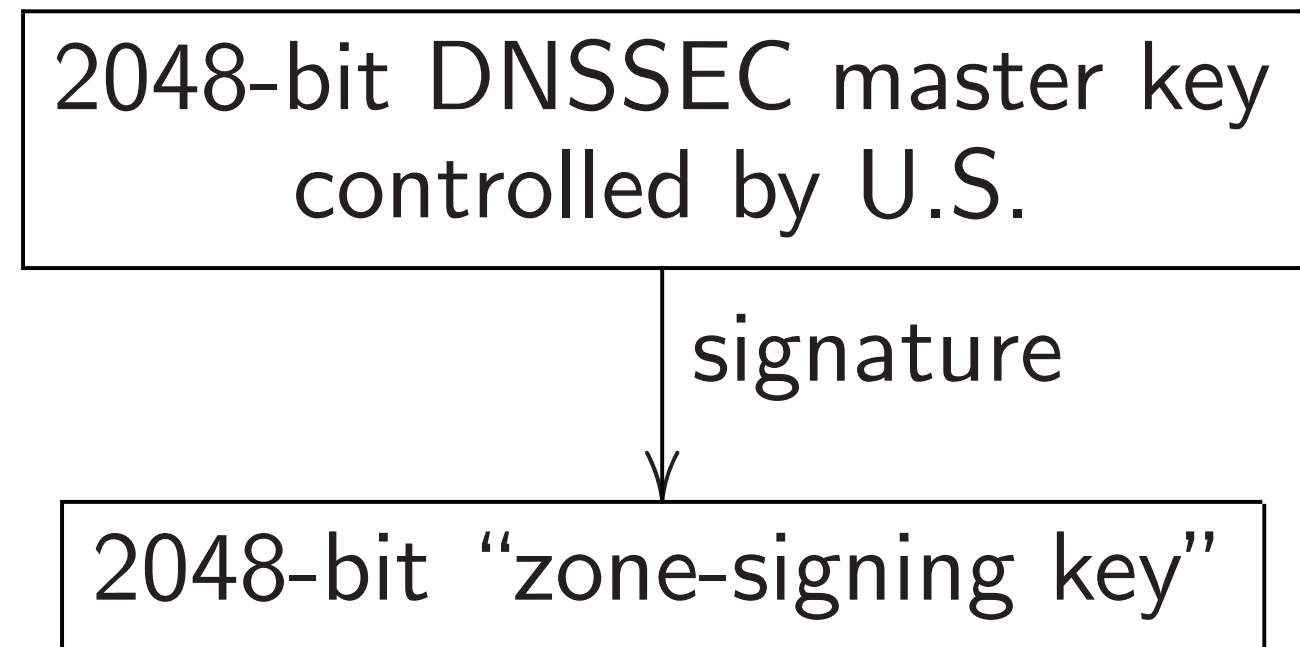 2048-bit DNSSEC master key
controlled by U.S.
signature
2048-bit “zone-signing key”